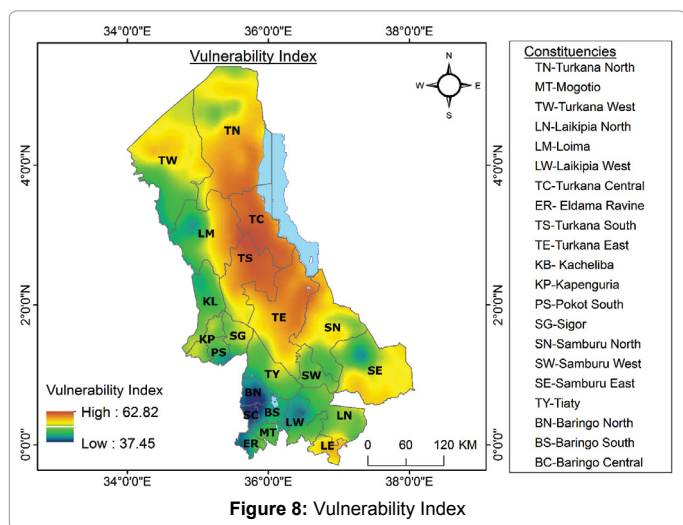 34°0'0"E 36°0'0"E 38°0'0"E
Vulnerability Index
N
W E
S
4°0'0"N
2°0'0"N
0°0'0"
4°0'0"N
2°0'0"N
0°0'0"
TN
TW
TC
LM
TS
KL
TE
SN
KP
SG
PS
SE
TY
SW
BN
SC
BS
LW
LN
MT
ER
LE
Vulnerability Index
High : 62.82
Low : 37.45
0 60 120 KM
34°0'0"E 36°0'0"E 38°0'0"E
Constituencies
TN-Turkana North
MT-Mogotio
TW-Turkana West
LN-Laikipia North
LM-Loima
LW-Laikipia West
TC-Turkana Central
ER- Eldama Ravine
TS-Turkana South
TE-Turkana East
KB- Kacheliba
KP-Kapenguria
PS-Pokot South
SG-Sigor
SN-Samburu North
SW-Samburu West
SE-Samburu East
TY-Tiaty
BN-Baringo North
BS-Baringo South
BC-Baringo Central
Figure 8: Vulnerability Index